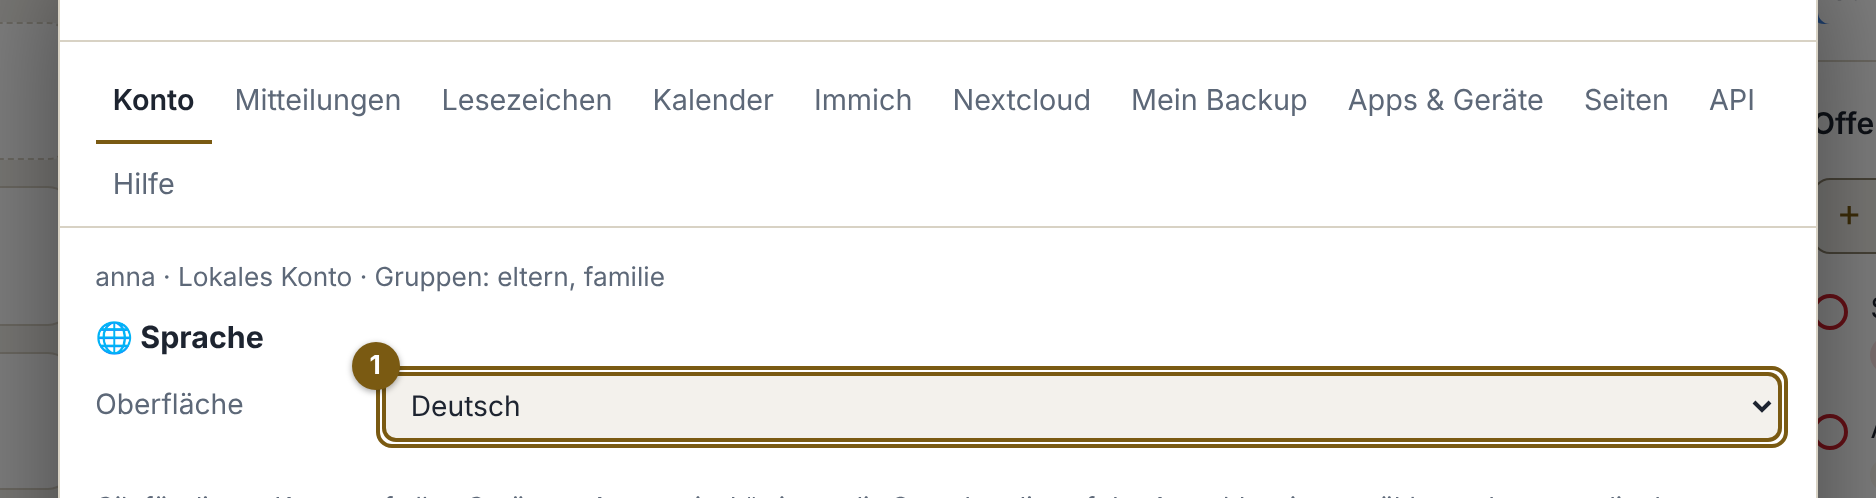 Konto Mitteilungen Lesezeichen Kalender Immich Nextcloud Mein Backup Apps & Geräte Seiten API
Hilfe
Offe
+
anna · Lokales Konto · Gruppen: eltern, familie
🌐 Sprache
1
Oberfläche Deutsch